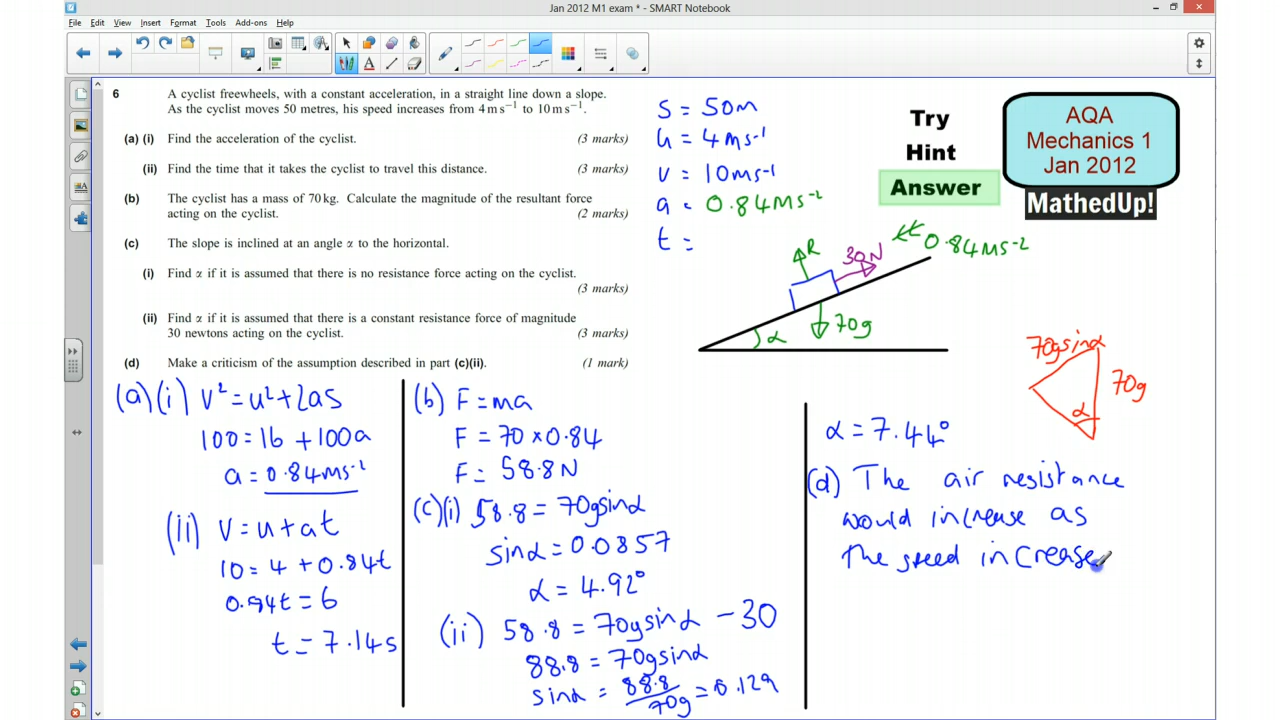 Jan 2012 M1 exam * - SMART Notebook
File Edit View Insert Format Tools Add-ons Help
6 A cyclist freewheels, with a constant acceleration, in a straight line down a slope.
As the cyclist moves 50 metres, his speed increases from 4 m s⁻¹ to 10 m s⁻¹.
(a) (i) Find the acceleration of the cyclist. (3 marks)
(ii) Find the time that it takes the cyclist to travel this distance. (3 marks)
(b) The cyclist has a mass of 70 kg. Calculate the magnitude of the resultant force
acting on the cyclist. (2 marks)
(c) The slope is inclined at an angle α to the horizontal.
(i) Find α if it is assumed that there is no resistance force acting on the cyclist.
(3 marks)
(ii) Find α if it is assumed that there is a constant resistance force of magnitude
30 newtons acting on the cyclist. (3 marks)
(d) Make a criticism of the assumption described in part (c)(ii). (1 mark)
s = 50m
u = 4ms⁻¹
v = 10ms⁻¹
a = 0.84ms⁻²
t =
Try
Hint
Answer
AQA
Mechanics 1
Jan 2012
MathedUp!
R
30N
0.84ms⁻²
α
70g
70gsinα
70g
α
(a)(i) v² = u² + 2as
100 = 16 + 100a
a = 0.84ms⁻²
(ii) v = u + at
10 = 4 + 0.84t
0.84t = 6
t = 7.14s
(b) F = ma
F = 70 × 0.84
F = 58.8N
(c)(i) 58.8 = 70gsinα
sinα = 0.0857
α = 4.92°
(ii) 58.8 = 70gsinα - 30
88.8 = 70gsinα
sinα = 88.8/70g = 0.129
α = 7.44°
(d) The air resistance
would increase as
the speed increase